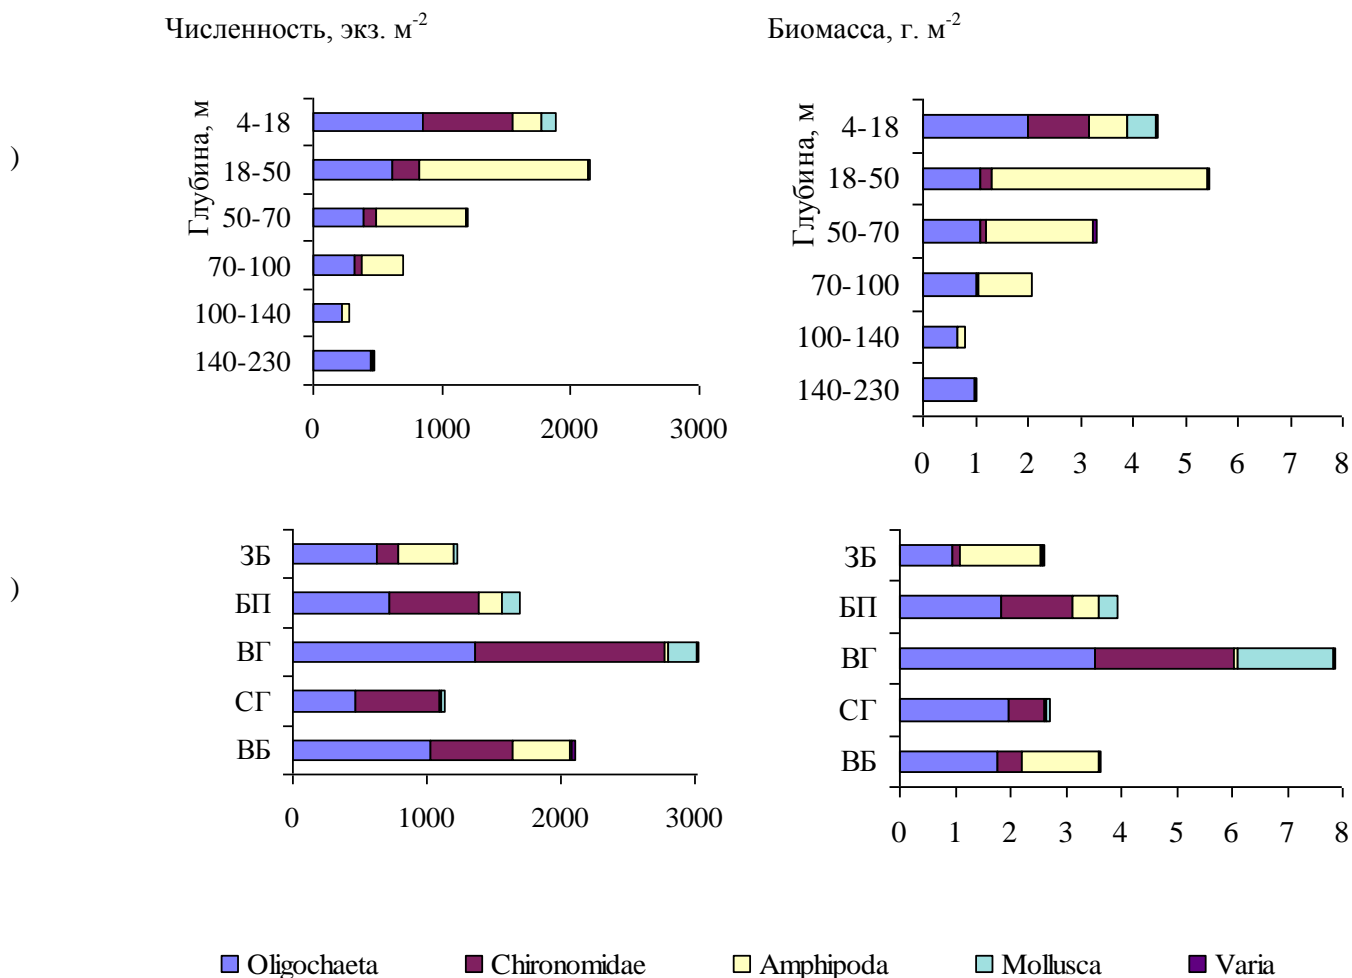 Численность, экз. м-2
Биомасса, г. м-2
)
Глубина, м
4-18
18-50
50-70
70-100
100-140
140-230
0 1000 2000 3000
Глубина, м
4-18
18-50
50-70
70-100
100-140
140-230
0 1 2 3 4 5 6 7 8
)
ЗБ
БП
ВГ
СГ
ВБ
0 1000 2000 3000
ЗБ
БП
ВГ
СГ
ВБ
0 1 2 3 4 5 6 7 8
Oligochaeta Chironomidae Amphipoda Mollusca Varia